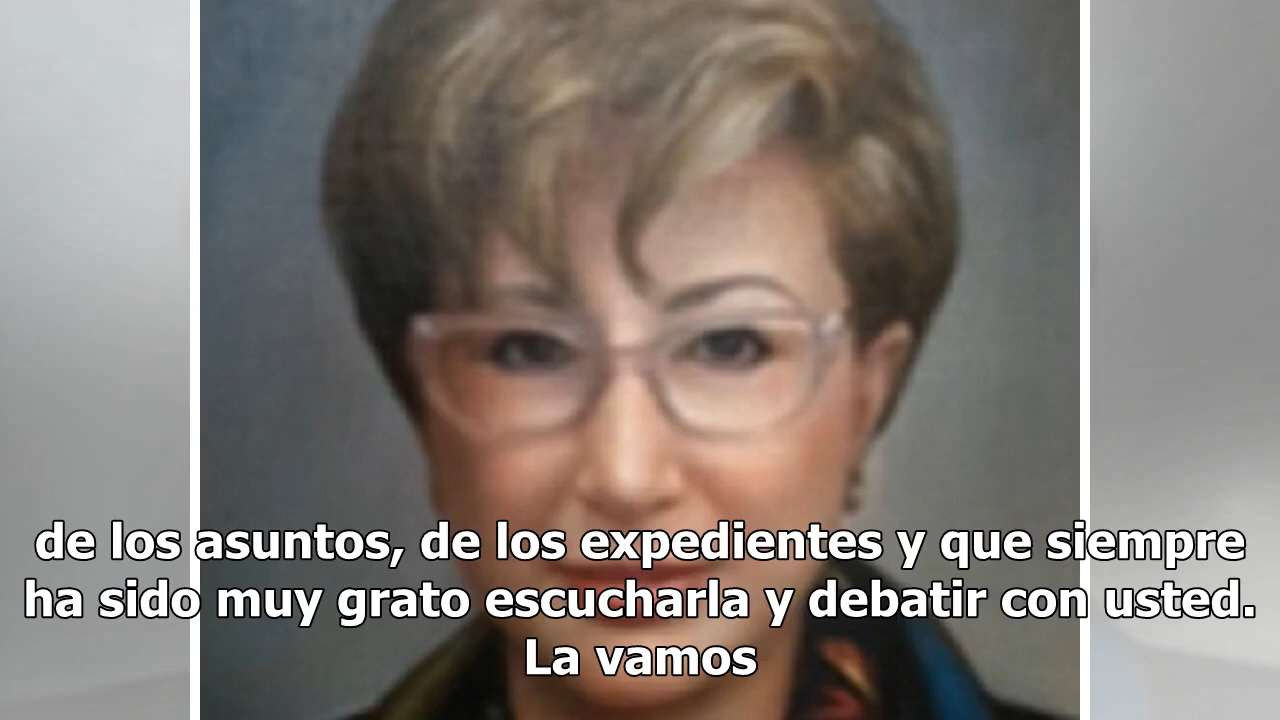 de los asuntos, de los expedientes y que siempre
ha sido muy grato escucharla y debatir con usted.
La vamos